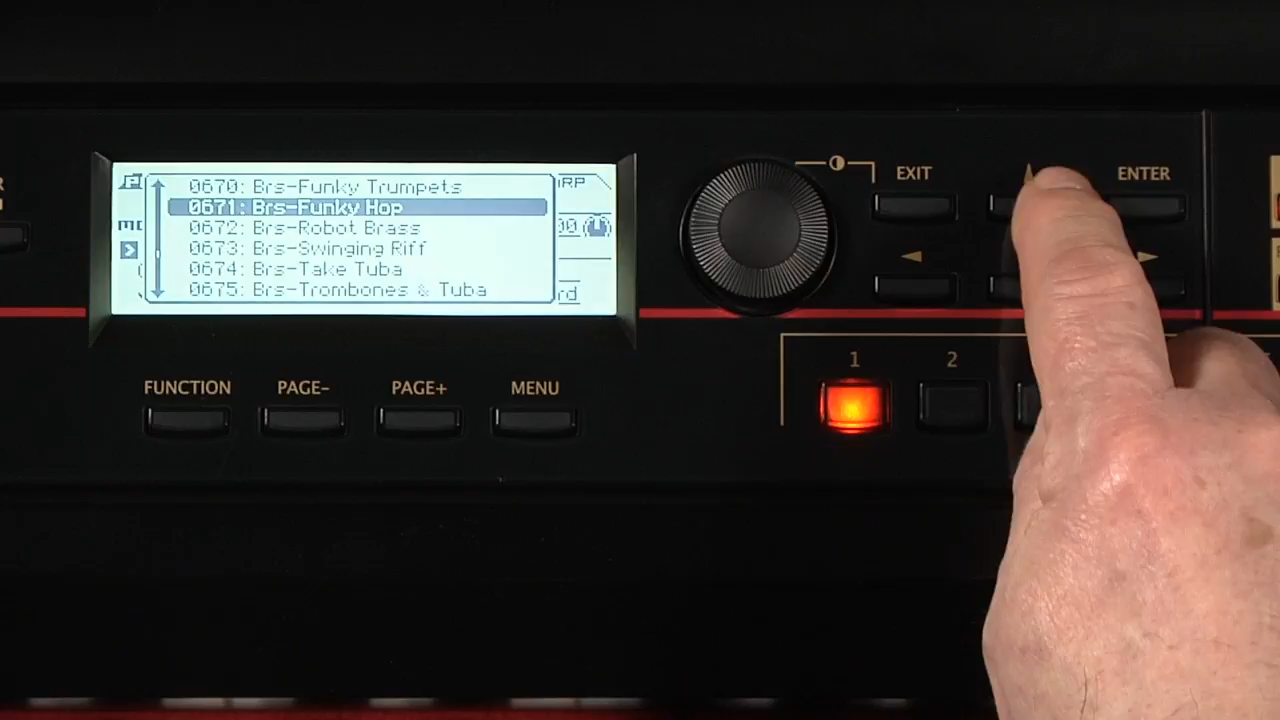 0670: Brs-Funky Trumpets
0671: Brs-Funky Hop
0672: Brs-Robot Brass
0673: Brs-Swinging Riff
0674: Brs-Take Tuba
0675: Brs-Trombones & Tuba
EXIT
ENTER
FUNCTION
PAGE-
PAGE+
MENU
1
2